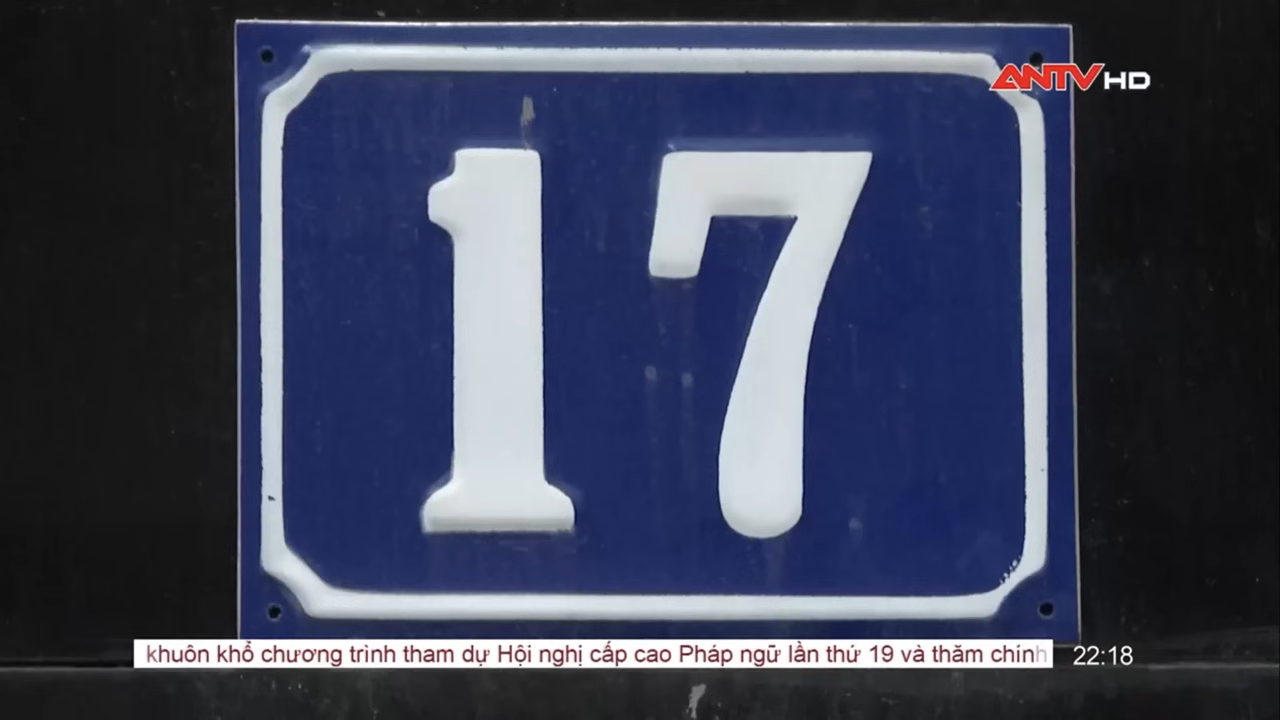 ANTV HD
17
khuôn khổ chương trình tham dự Hội nghị cấp cao Pháp ngữ lần thứ 19 và thăm chính
22:18